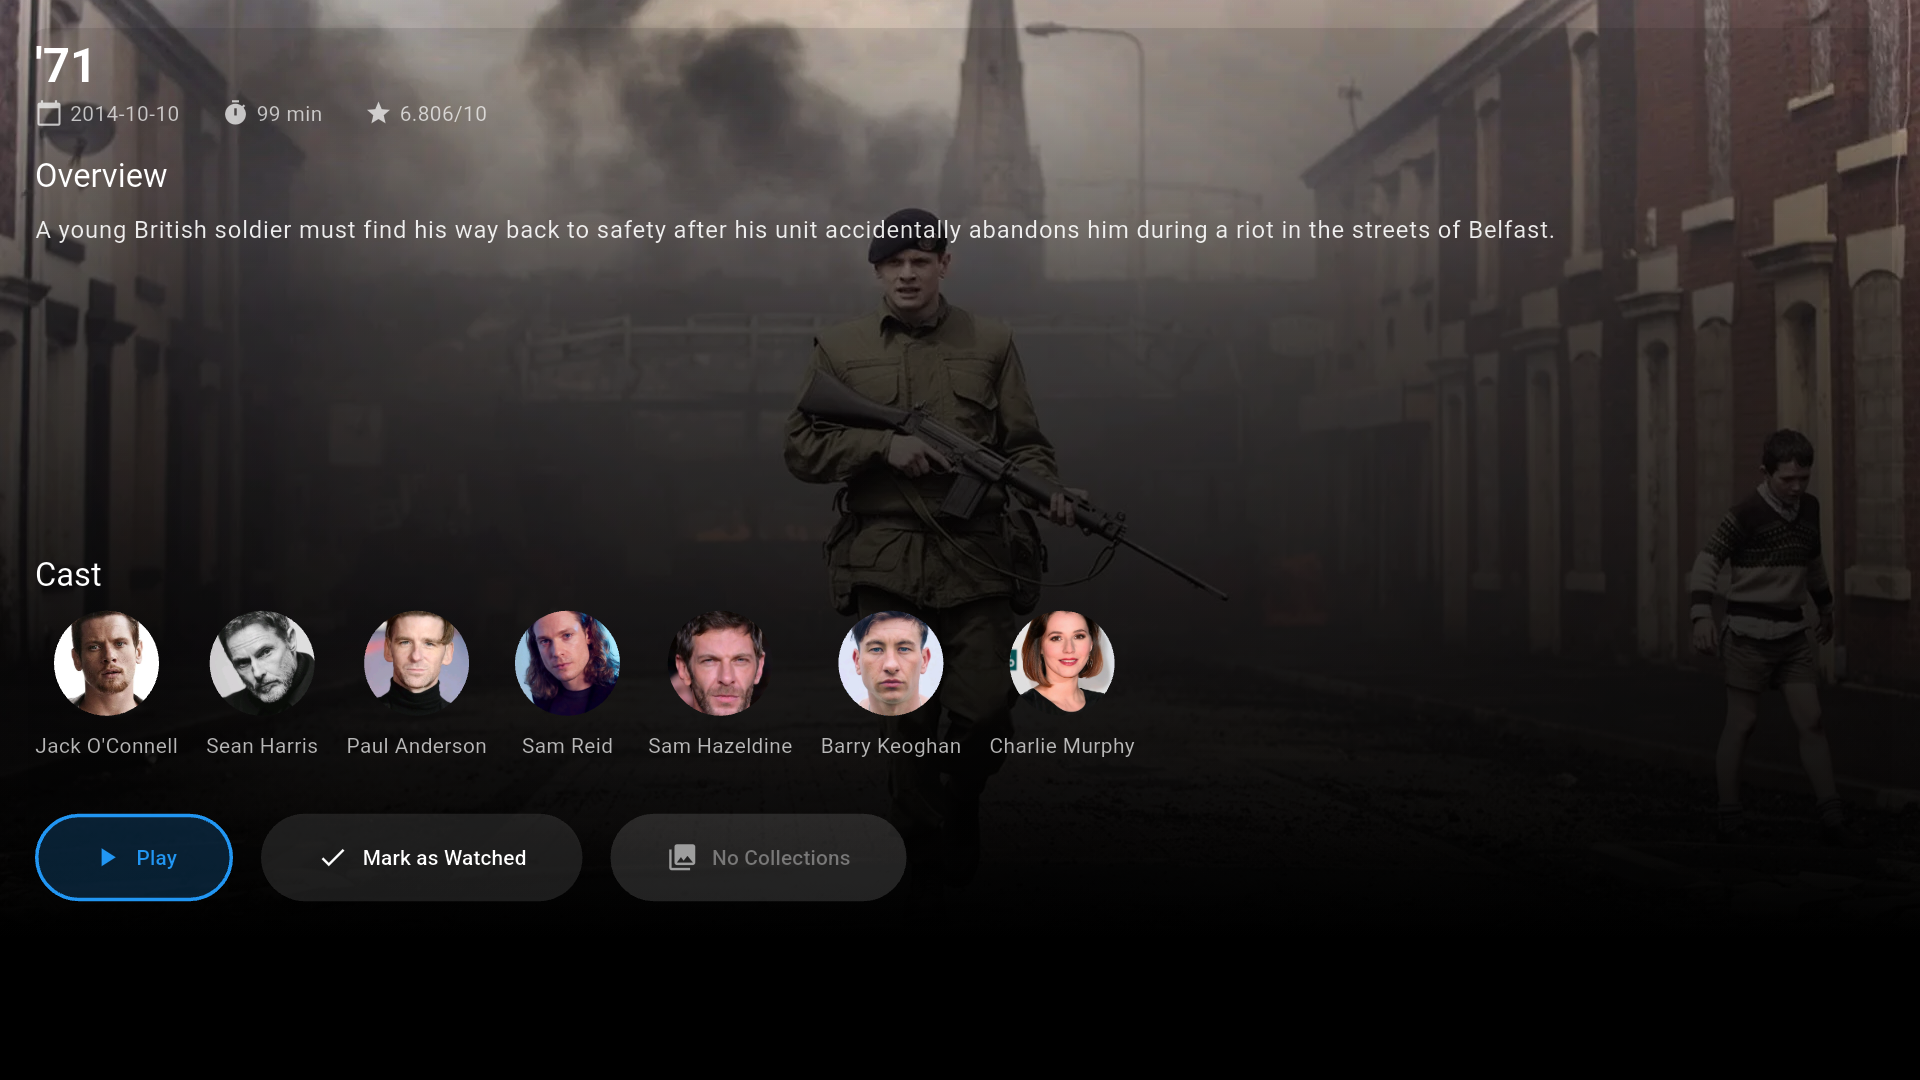 '71
2014-10-10 99 min 6.806/10
Overview
A young British soldier must find his way back to safety after his unit accidentally abandons him during a riot in the streets of Belfast.
Cast
Jack O'Connell Sean Harris Paul Anderson Sam Reid Sam Hazeldine Barry Keoghan Charlie Murphy
Play Mark as Watched No Collections